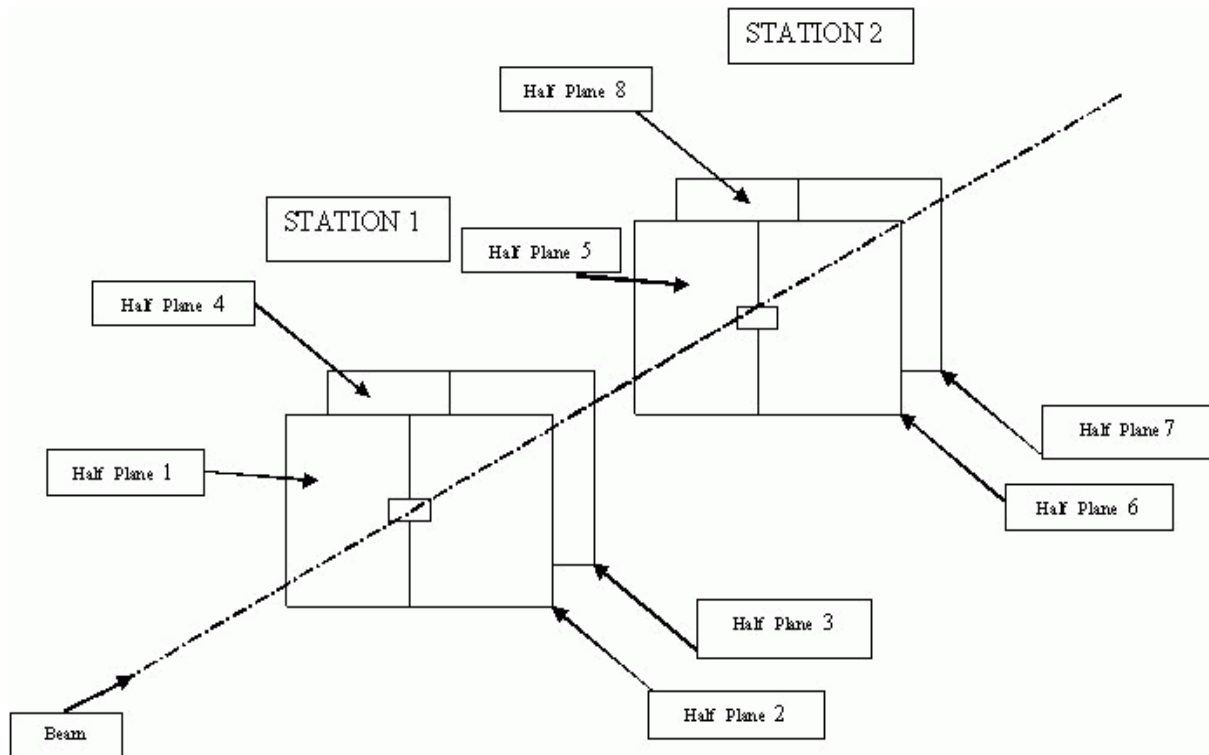 STATION 2
Half Plane 8
STATION 1
Half Plane 5
Half Plane 4
Half Plane 7
Half Plane 1
Half Plane 6
Half Plane 3
Half Plane 2
Beam